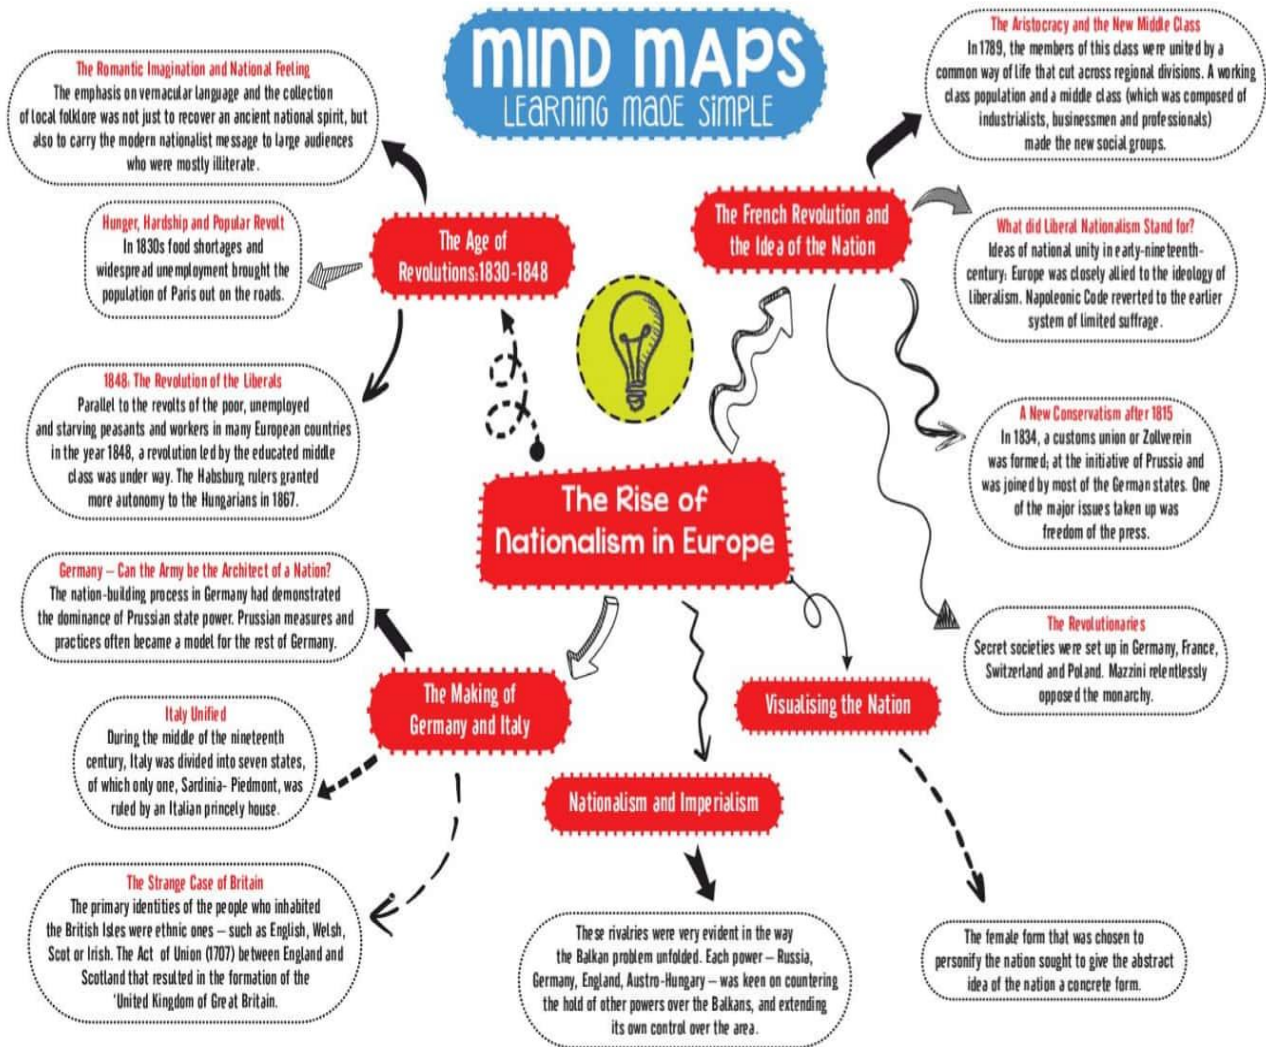 MIND MAPS
LEARNING MADE SIMPLE
The Romantic Imagination and National Feeling
The emphasis on vernacular language and the collection
of local folklore was not just to recover an ancient national spirit, but
also to carry the modern nationalist message to large audiences
who were mostly illiterate.
Hunger, Hardship and Popular Revolt
In 1830s food shortages and
widespread unemployment brought the
population of Paris out on the roads.
The Age of
Revolutions:1830-1848
1848: The Revolution of the Liberals
Parallel to the revolts of the poor, unemployed
and starving peasants and workers in many European countries
in the year 1848, a revolution led by the educated middle
class was under way. The Habsburg rulers granted
more autonomy to the Hungarians in 1867.
The French Revolution and
the Idea of the Nation
The Aristocracy and the New Middle Class
In 1789, the members of this class were united by a
common way of life that cut across regional divisions. A working
class population and a middle class (which was composed of
industrialists, businessmen and professionals)
made the new social groups.
What did Liberal Nationalism Stand for?
Ideas of national unity in early-nineteenth-
century: Europe was closely allied to the ideology of
liberalism. Napoleonic Code reverted to the earlier
system of limited suffrage.
A New Conservatism after 1815
In 1834, a customs union or Zollverein
was formed; at the initiative of Prussia and
was joined by most of the German states. One
of the major issues taken up was
freedom of the press.
The Revolutionaries
Secret societies were set up in Germany, France,
Switzerland and Poland. Mazzini relentlessly
opposed the monarchy.
The Rise of
Nationalism in Europe
Germany – Can the Army be the Architect of a Nation?
The nation-building process in Germany had demonstrated
the dominance of Prussian state power. Prussian measures and
practices often became a model for the rest of Germany.
The Making of
Germany and Italy
Italy Unified
During the middle of the nineteenth
century, Italy was divided into seven states,
of which only one, Sardinia- Piedmont, was
ruled by an Italian princely house.
The Strange Case of Britain
The primary identities of the people who inhabited
the British Isles were ethnic ones – such as English, Welsh,
Scot or Irish. The Act of Union (1707) between England and
Scotland that resulted in the formation of the
'United Kingdom of Great Britain.
Nationalism and Imperialism
These rivalries were very evident in the way
the Balkan problem unfolded. Each power – Russia,
Germany, England, Austro-Hungary – was keen on countering
the hold of other powers over the Balkans, and extending
its own control over the area.
Visualising the Nation
The female form that was chosen to
personify the nation sought to give the abstract
idea of the nation a concrete form.